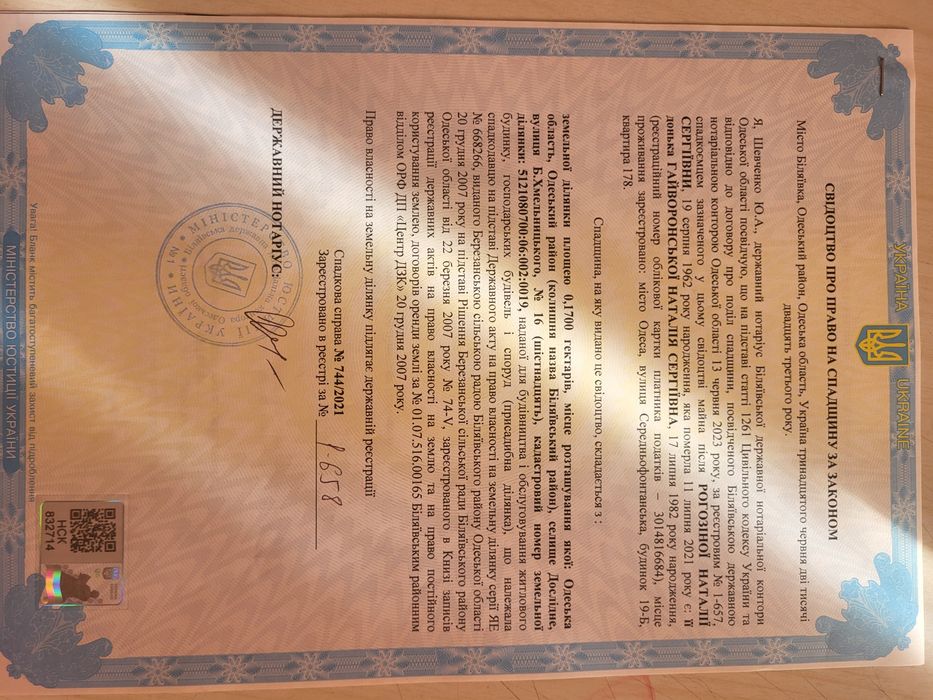 УКРАЇНА
UKRAINE
СВІДОЦТВО ПРО ПРАВО НА СПАДЩИНУ ЗА ЗАКОНОМ
Місто Біляївка, Одеський район, Одеська область, Україна тринадцятого червня дві тисячі
двадцять третього року.
Я, Шевченко Ю.А., державний нотаріус Біляївської державної нотаріальної контори
Одеської області посвідчую, що на підставі статті 1261 Цивільного кодексу України та
відповідно до договору про поділ спадщини, посвідченого Біляївською державною
нотаріальною конторою Одеської області 13 червня 2023 року, за реєстровим № 1-657,
спадкоємцем зазначеного у цьому свідоцтві майна після РОГОЗІНОЇ НАТАЛІЇ
СЕРГІЇВНИ, 19 серпня 1962 року народження, яка померла 11 липня 2021 року є: її
донька ГАЙВОРОНСЬКА НАТАЛІЯ СЕРГІЇВНА, 17 липня 1982 року народження,
(реєстраційний номер облікової картки платника податків – 3014816684), місце
проживання зареєстровано: місто Одеса, вулиця Середньофонтанська, будинок 19-Б,
квартира 178.
Спадщина, на яку видано це свідоцтво, складається з :
земельної ділянки площею 0,1700 гектарів, місце розташування якої: Одеська
область, Одеський район (колишня назва Біляївський район), селище Дослідне,
вулиця Б.Хмельницького, № 16 (шістнадцять), кадастровий номер земельної
ділянки: 5121080700:06:002:0019, наданої для будівництва і обслуговування житлового
будинку, господарських будівель і споруд (присадибна ділянка), що належала
спадкодавцю на підставі Державного акту на право власності на земельну ділянку серії ЯЕ
№ 668266, виданого Березанською сільською радою Біляївського району Одеської області
20 грудня 2007 року на підставі Рішення Березанської сільської ради Біляївського району
Одеської області від 22 березня 2007 року № 74-V, зареєстрованого в Книзі записів
реєстрації державних актів на право власності на землю та на право постійного
користування землею, договорів оренди землі за № 01.07.516.00165 Біляївським районним
відділом ОРФ ДП «Центр ДЗК» 20 грудня 2007 року.
Право власності на земельну ділянку підлягає державній реєстрації
Спадкова справа № 744/2021
Зареєстровано в реєстрі за № 1-658
ДЕРЖАВНИЙ НОТАРІУС:
НСК
832714
Увага! Бланк містить багатоступеневий захист від підроблення
МІНІСТЕРСТВО ЮСТИЦІЇ УКРАЇНИ